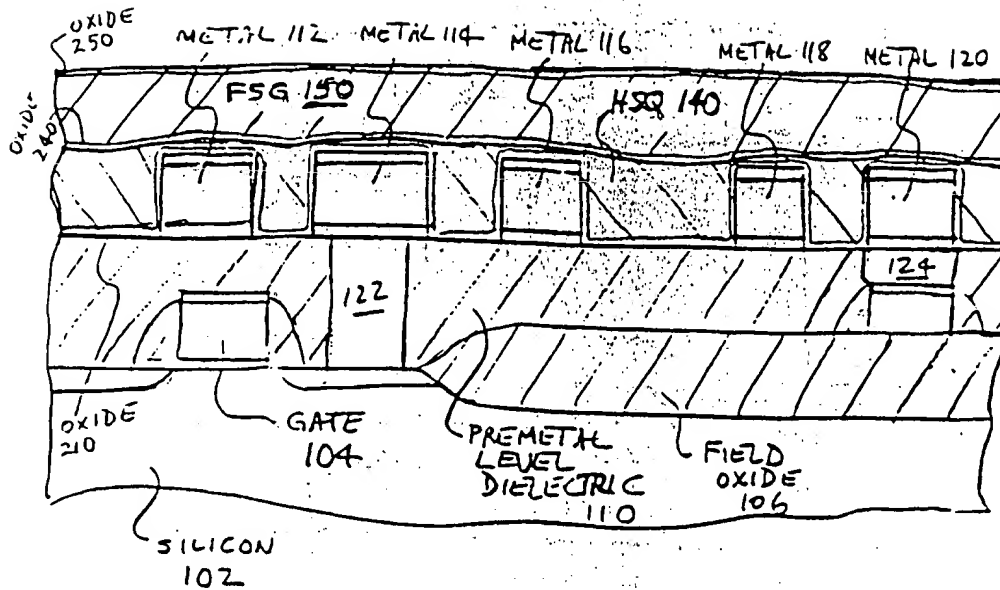 OXIDE
250
METAL 112
METAL 114
METAL 116
METAL 118
METAL 120
FSG 150
HSQ 140
OXIDE
240
122
124
OXIDE
210
GATE
104
PREMETAL
LEVEL
DIELECTRIC
110
FIELD
OXIDE
106
SILICON
102